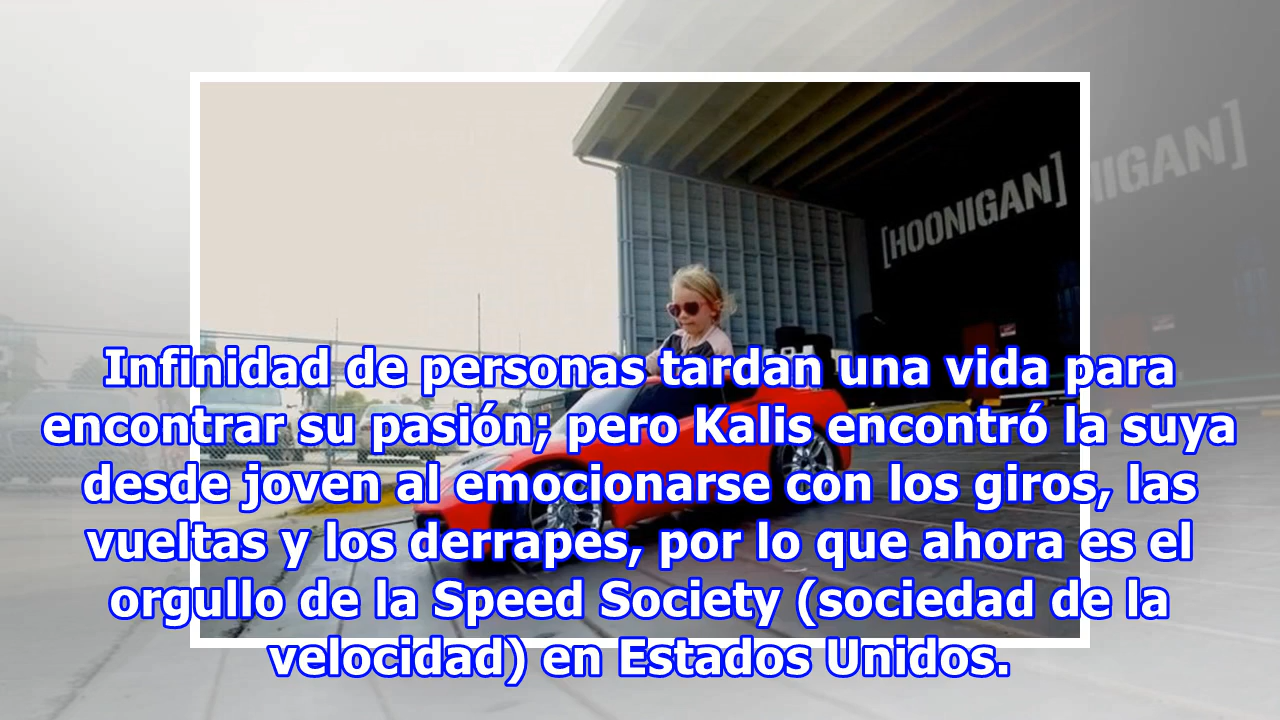 [HOONIGAN]
NIGAN]
Infinidad de personas tardan una vida para
encontrar su pasión; pero Kalis encontró la suya
desde joven al emocionarse con los giros, las
vueltas y los derrapes, por lo que ahora es el
orgullo de la Speed Society (sociedad de la
velocidad) en Estados Unidos.